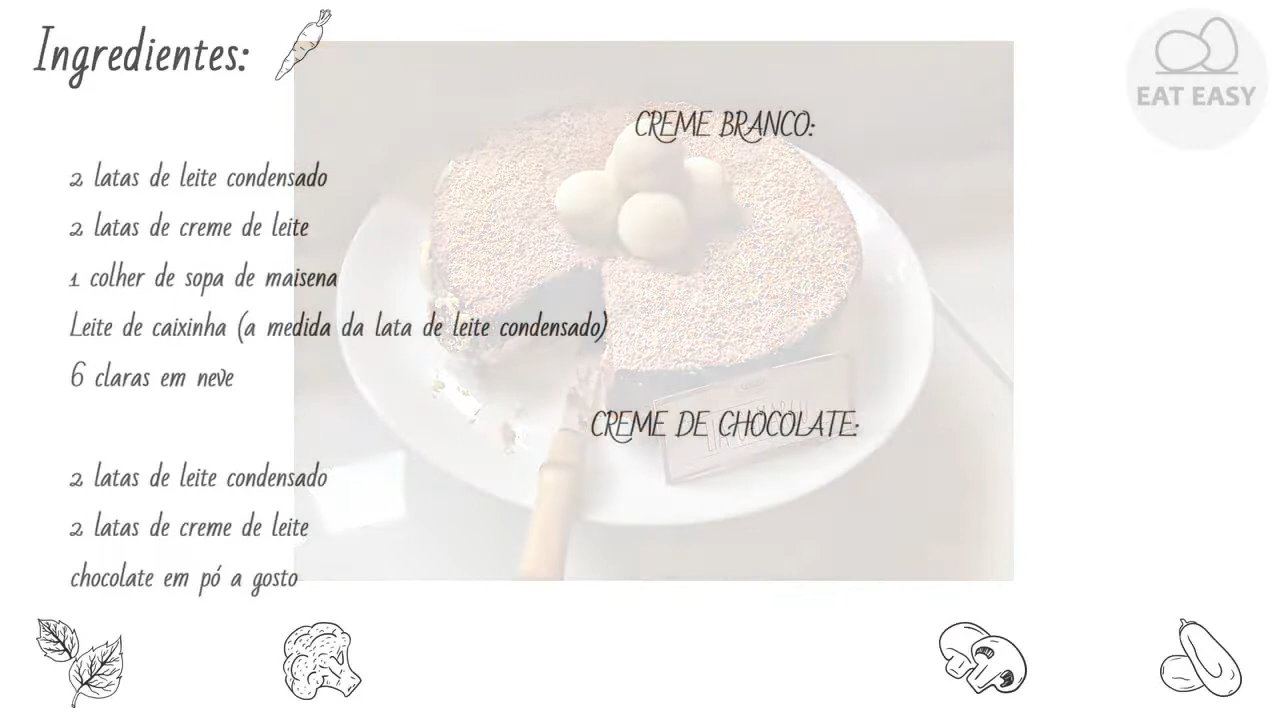 Ingredientes:
EAT EASY
CREME BRANCO:
2 latas de leite condensado
2 latas de creme de leite
1 colher de sopa de maisena
Leite de caixinha (a medida da lata de leite condensado)
6 claras em neve
CREME DE CHOCOLATE:
2 latas de leite condensado
2 latas de creme de leite
chocolate em pó a gosto